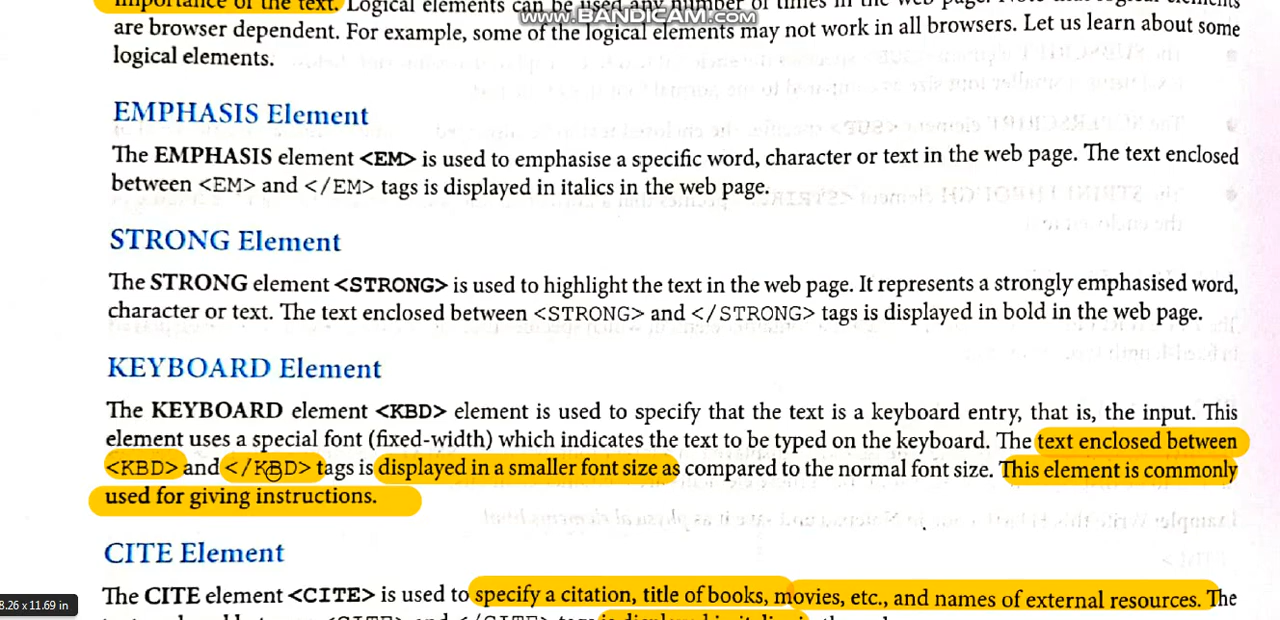 importance of the text. Logical elements can be used any number of times in the web page.
www.BANDICAM.com
are browser dependent. For example, some of the logical elements may not work in all browsers. Let us learn about some
logical elements.
EMPHASIS Element
The EMPHASIS element <EM> is used to emphasise a specific word, character or text in the web page. The text enclosed
between <EM> and </EM> tags is displayed in italics in the web page.
STRONG Element
The STRONG element <STRONG> is used to highlight the text in the web page. It represents a strongly emphasised word,
character or text. The text enclosed between <STRONG> and </STRONG> tags is displayed in bold in the web page.
KEYBOARD Element
The KEYBOARD element <KBD> element is used to specify that the text is a keyboard entry, that is, the input. This
element uses a special font (fixed-width) which indicates the text to be typed on the keyboard. The text enclosed between
<KBD> and </KBD> tags is displayed in a smaller font size as compared to the normal font size. This element is commonly
used for giving instructions.
CITE Element
8.26 x 11.69 in
The CITE element <CITE> is used to specify a citation, title of books, movies, etc., and names of external resources. The